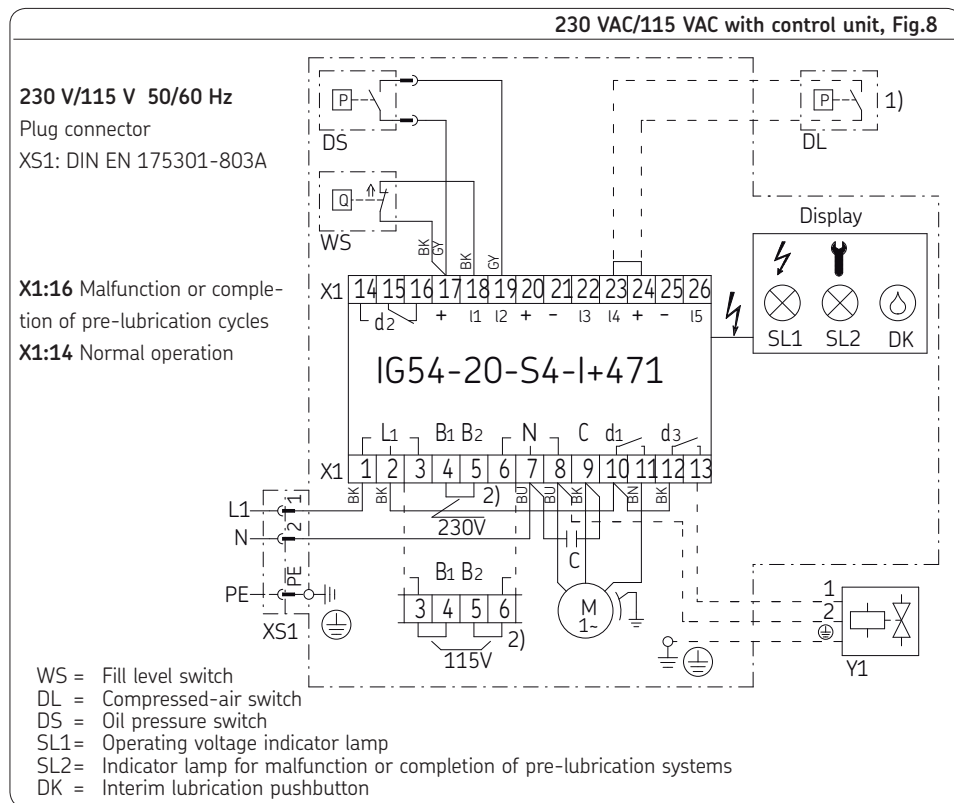 230 VAC/115 VAC with control unit, Fig.8
230 V/115 V 50/60 Hz
Plug connector
XS1: DIN EN 175301-803A
P
DS
P
1)
DL
Q
WS
BK
GY
BK
GY
Display
SL1 SL2 DK
X1:16 Malfunction or comple-
tion of pre-lubrication cycles
X1:14 Normal operation
X1 14 15 16 17 18 19 20 21 22 23 24 25 26
d2 + I1 I2 + - I3 I4 + - I5
IG54-20-S4-I+471
L1 B1 B2 N C d1 d3
X1 1 2 3 4 5 6 7 8 9 10 11 12 13
BK BK 2) BU BU BK BN BK
230V
L1 1
N 2
C
PE PE
XS1
B1 B2
3 4 5 6
2)
115V
M
1~
1
2
Y1
WS = Fill level switch
DL = Compressed-air switch
DS = Oil pressure switch
SL1= Operating voltage indicator lamp
SL2= Indicator lamp for malfunction or completion of pre-lubrication systems
DK = Interim lubrication pushbutton